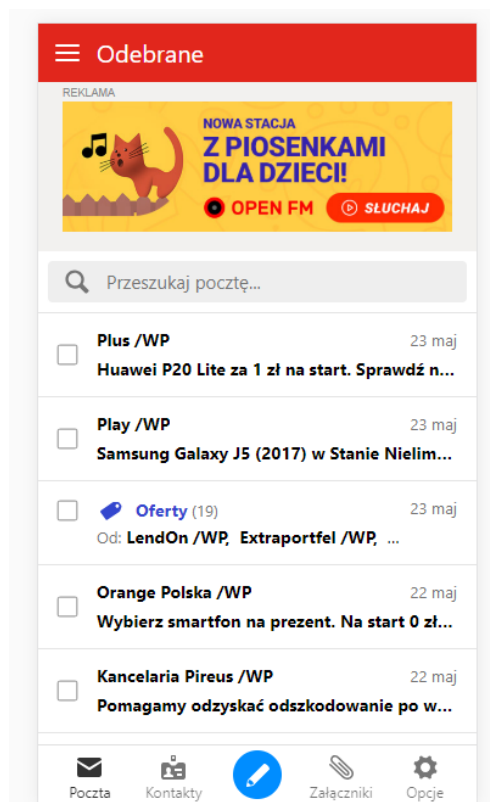 Odebrane
REKLAMA
NOWA STACJA
Z PIOSENKAMI
DLA DZIECI!
OPEN FM SŁUCHAJ
Przeszukaj pocztę...
Plus /WP 23 maj
Huawei P20 Lite za 1 zł na start. Sprawdź n...
Play /WP 23 maj
Samsung Galaxy J5 (2017) w Stanie Nielim...
Oferty (19) 23 maj
Od: LendOn /WP, Extraportfel /WP, ...
Orange Polska /WP 22 maj
Wybierz smartfon na prezent. Na start 0 zł...
Kancelaria Pireus /WP 22 maj
Pomagamy odzyskać odszkodowanie po w...
Poczta Kontakty Załączniki Opcje